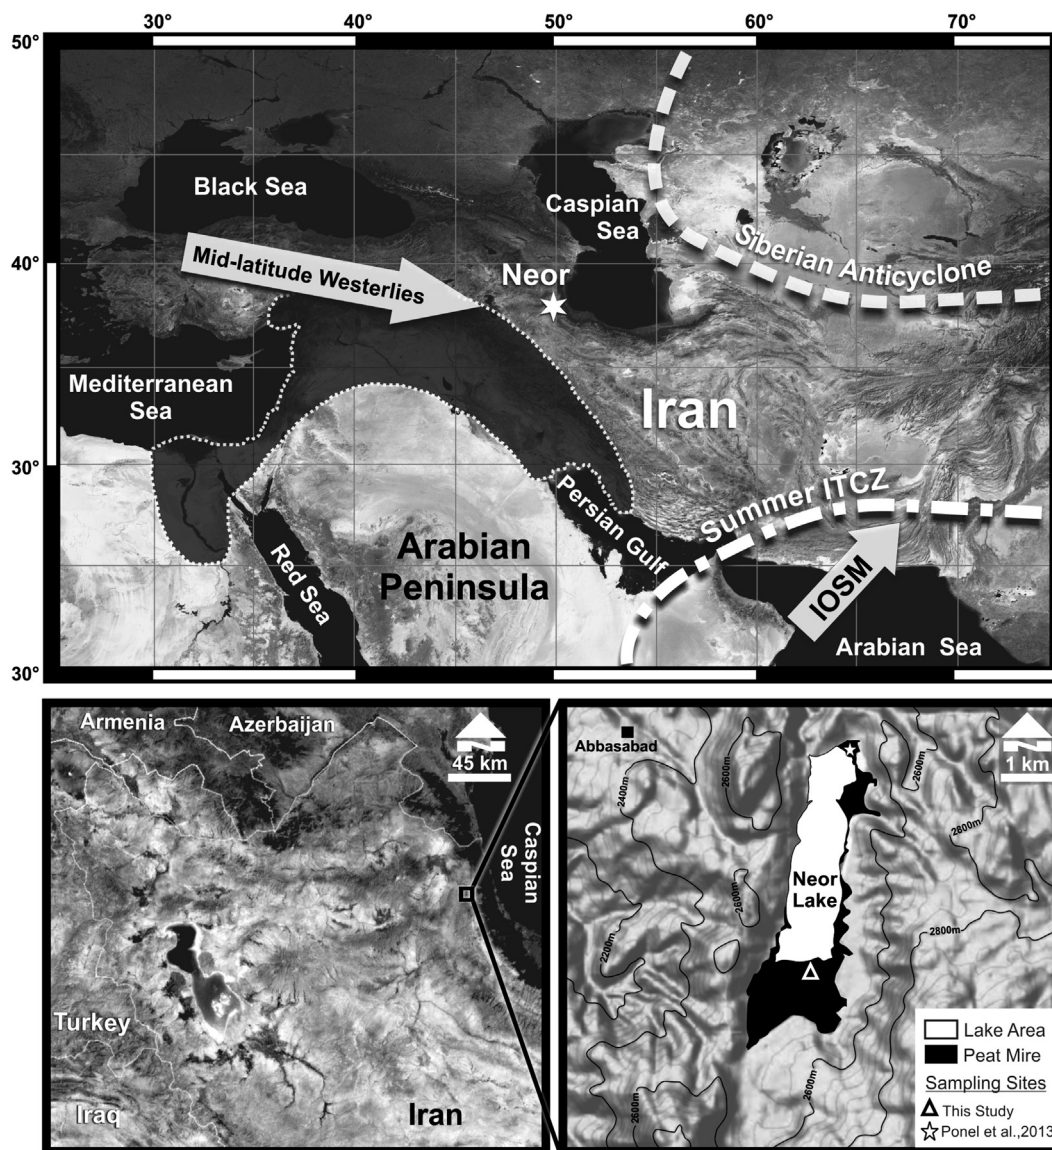 30°
40°
50°
60°
70°
50°
Black Sea
Caspian
Sea
Siberian Anticyclone
40°
Mid-latitude Westerlies
Neor
Mediterranean
Sea
Iran
30°
Summer ITCZ
Persian Gulf
Arabian
Peninsula
Red Sea
IOSM
Arabian Sea
30°
Armenia
Azerbaijan
N
45 km
Caspian
Sea
Turkey
Iraq
Iran
Abbasabad
N
1 km
2400m
2600m
2600m
2800m
Neor
Lake
2600m
2200m
2800m
2600m
2600m
Lake Area
Peat Mire
Sampling Sites
This Study
Ponel et al.,2013